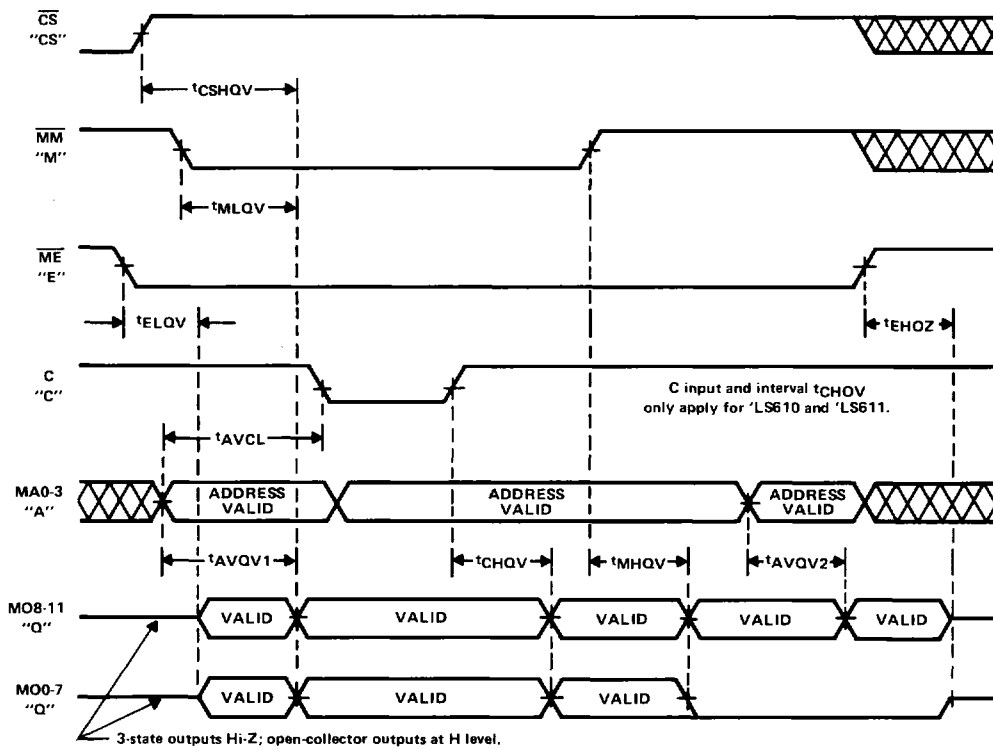 CS
"CS"
tCSHQV
MM
"M"
tMLQV
ME
"E"
tELQV
tEHQZ
C
"C"
C input and interval tCHQV
only apply for 'LS610 and 'LS611.
tAVCL
MA0-3
"A"
ADDRESS
VALID
ADDRESS
VALID
ADDRESS
VALID
tAVQV1
tCHQV
tMHQV
tAVQV2
MO8-11
"Q"
VALID
VALID
VALID
VALID
VALID
MO0-7
"Q"
VALID
VALID
VALID
3-state outputs Hi-Z; open-collector outputs at H level.